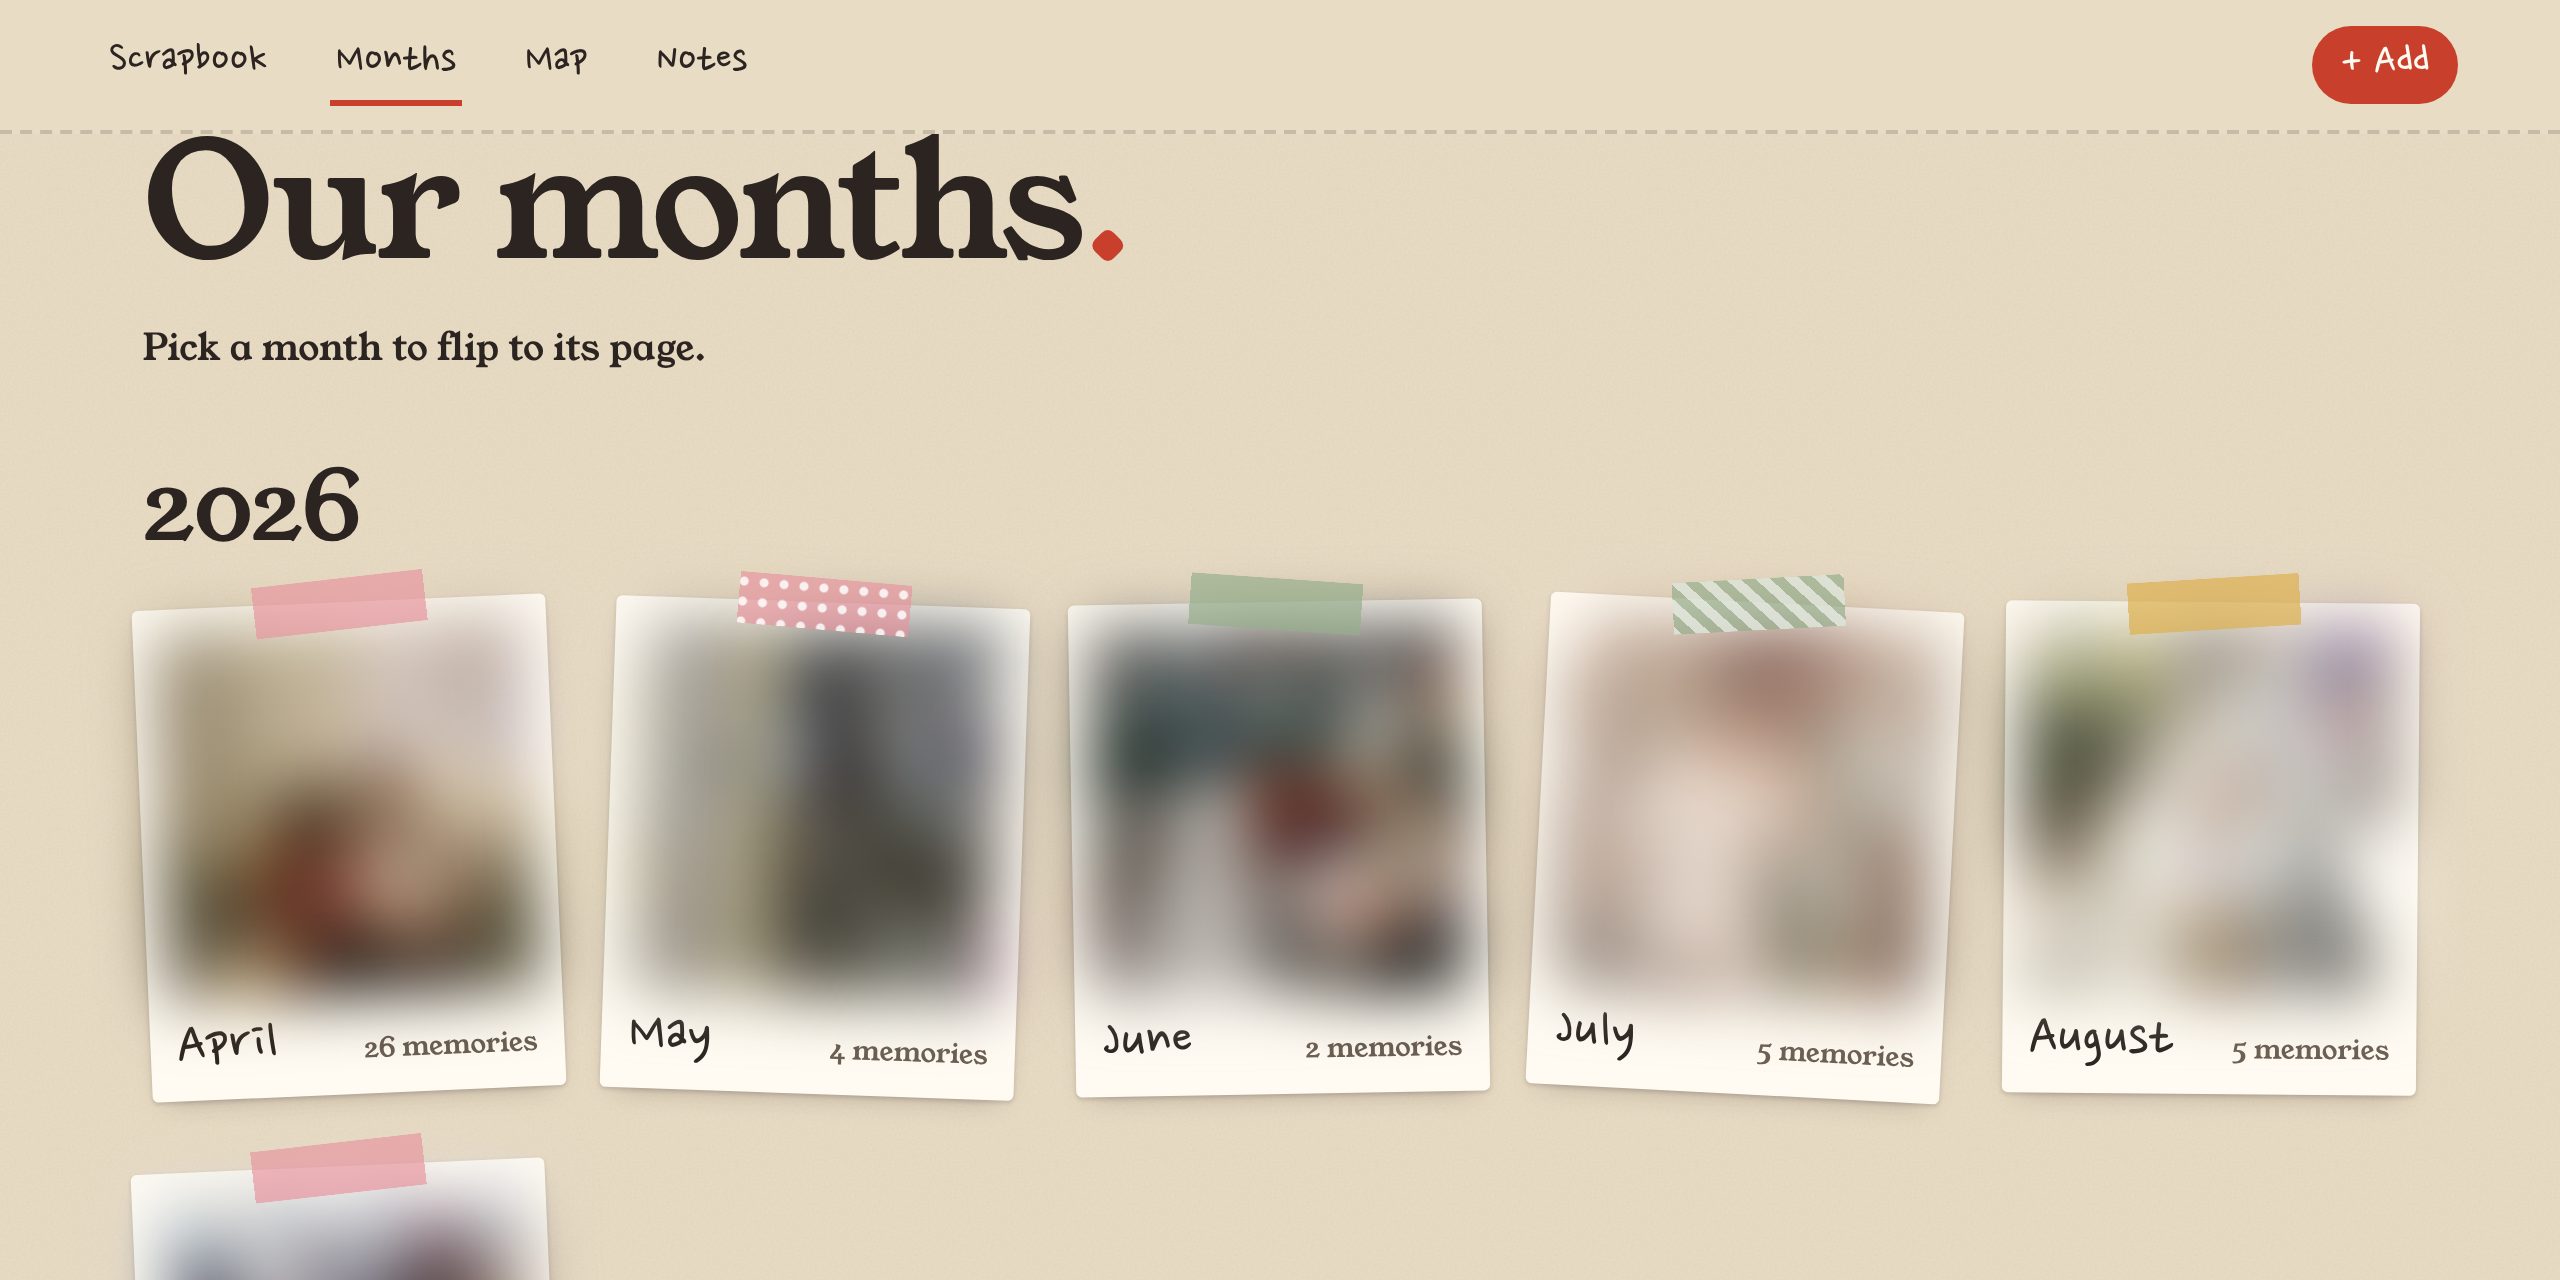 Scrapbook Months Map Notes + Add
Our months.
Pick a month to flip to its page.
2026
April 26 memories
May 4 memories
June 2 memories
July 5 memories
August 5 memories